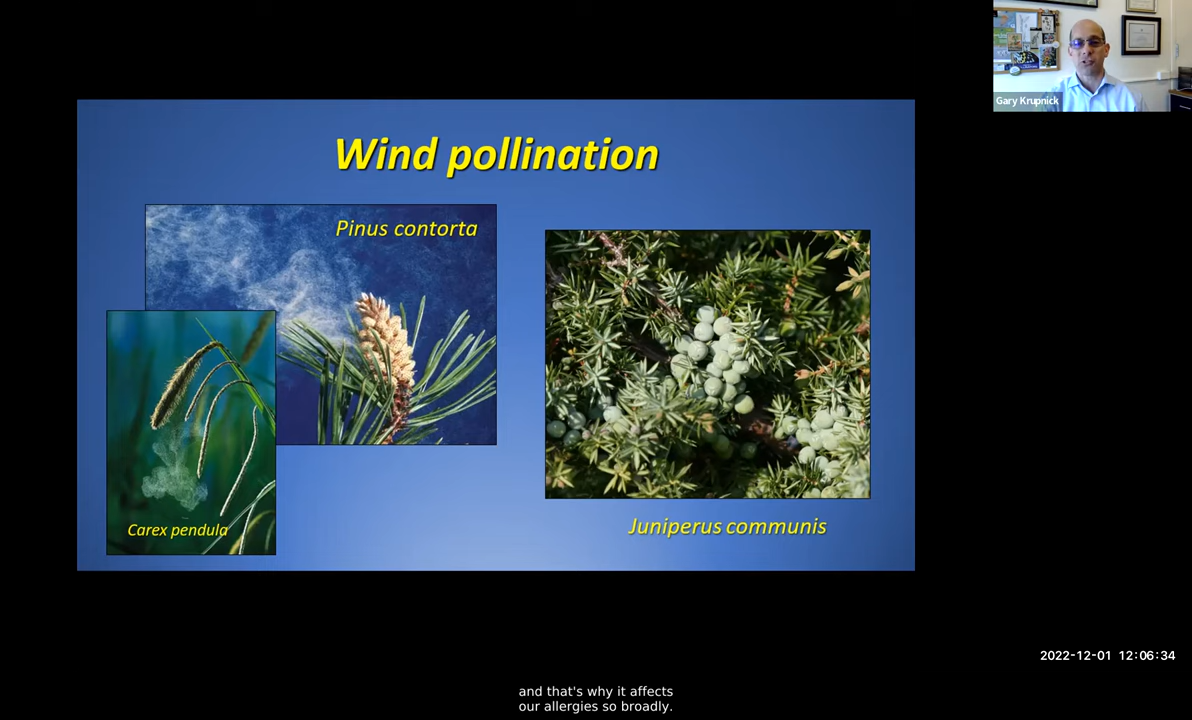 Gary Krupnick
Wind pollination
Pinus contorta
Carex pendula
Juniperus communis
2022-12-01 12:06:34
and that's why it affects
our allergies so broadly.